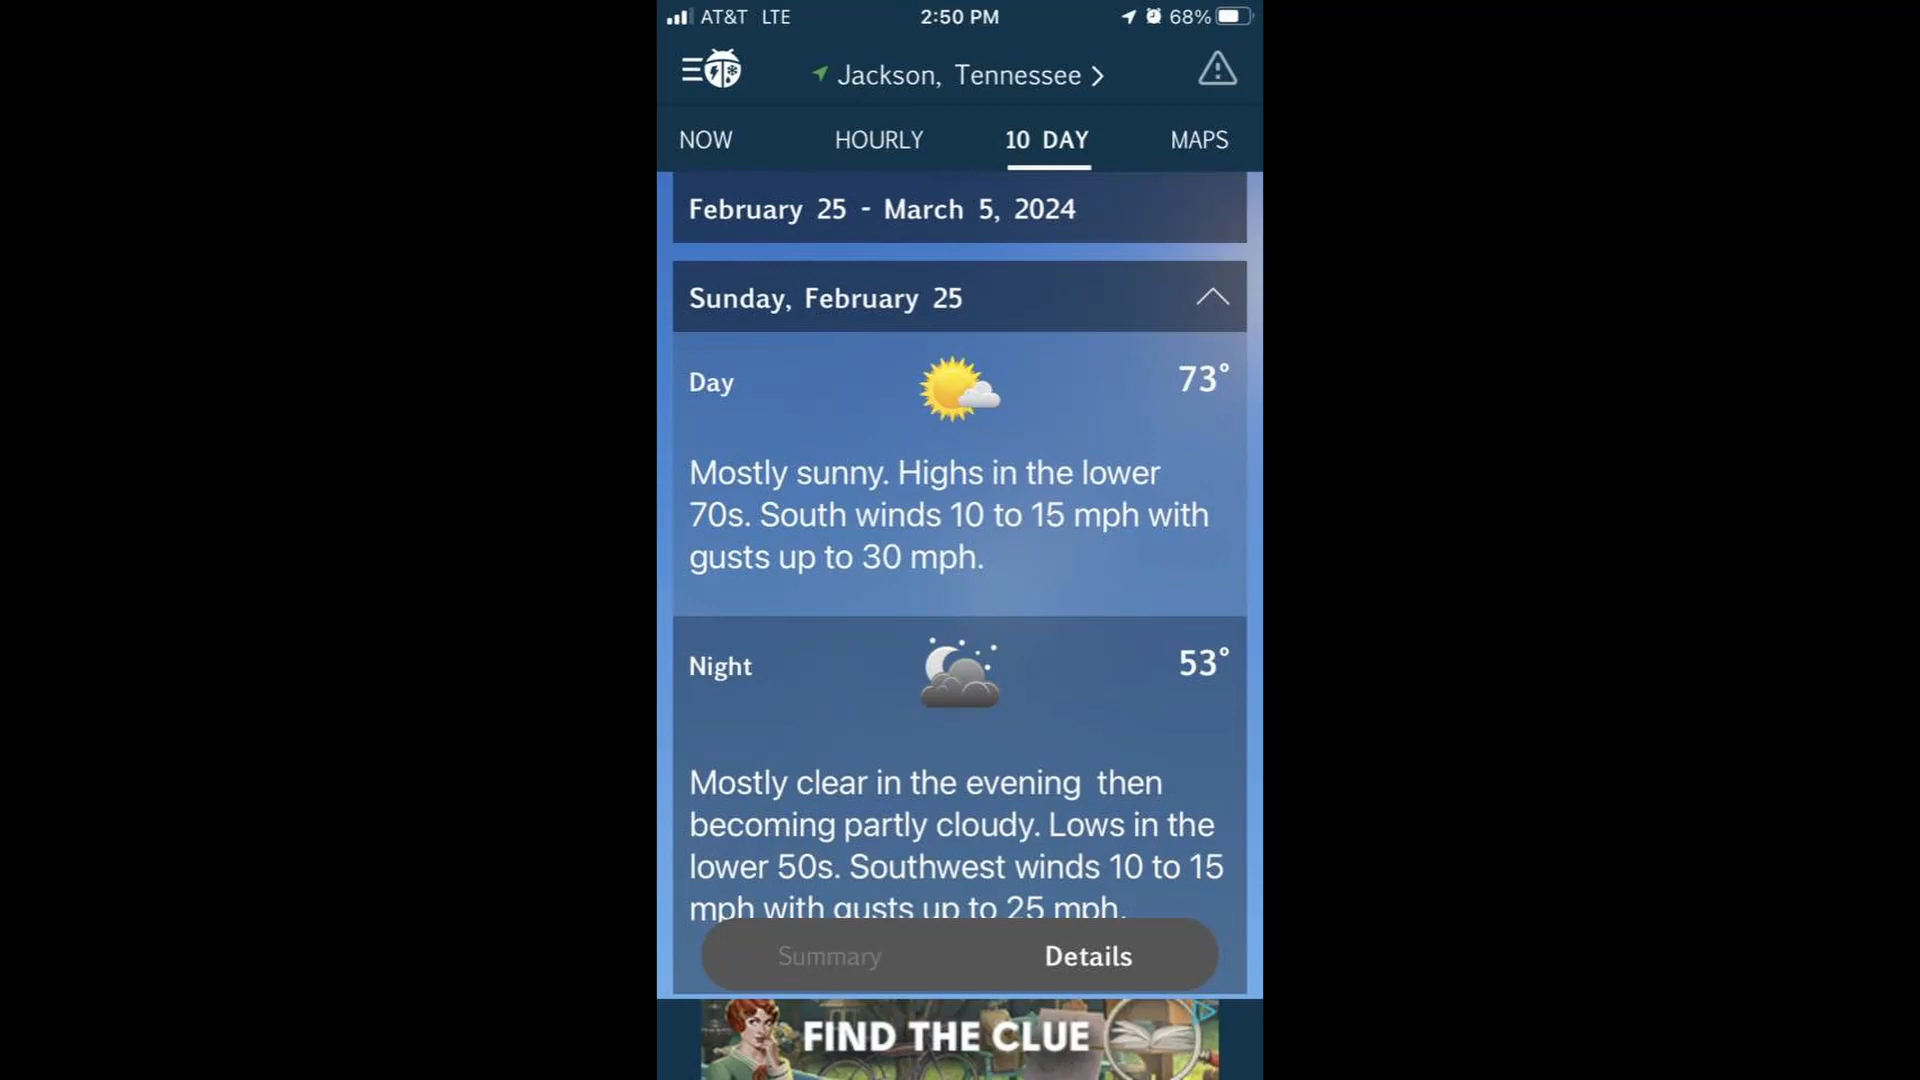 AT&T LTE 2:50 PM 68%
Jackson, Tennessee
NOW HOURLY 10 DAY MAPS
February 25 - March 5, 2024
Sunday, February 25
Day 73°
Mostly sunny. Highs in the lower
70s. South winds 10 to 15 mph with
gusts up to 30 mph.
Night 53°
Mostly clear in the evening then
becoming partly cloudy. Lows in the
lower 50s. Southwest winds 10 to 15
mph with gusts up to 25 mph.
Summary Details
FIND THE CLUE